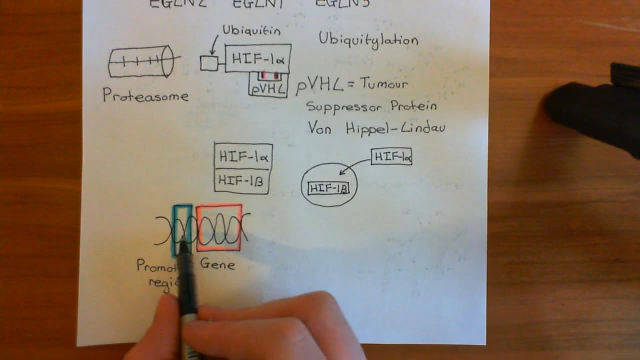 EGLN2 EGLN1 EGLN3
Ubiquitin
Ubiquitylation
HIF-1α
pVHL
Proteasome
pVHL = Tumour
Suppressor Protein
Von Hippel-Lindau
HIF-1α
HIF-1β
HIF-1α
HIF-1β
Gene